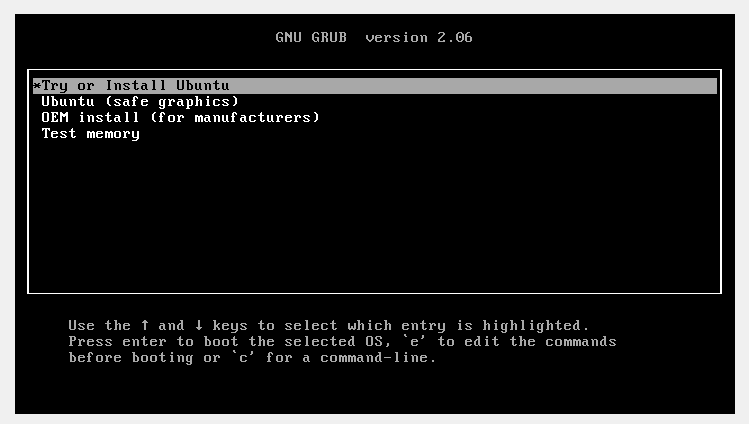 GNU GRUB  version 2.06
*Try or Install Ubuntu
Ubuntu (safe graphics)
OEM install (for manufacturers)
Test memory
Use the ↑ and ↓ keys to select which entry is highlighted.
Press enter to boot the selected OS, `e' to edit the commands
before booting or `c' for a command-line.